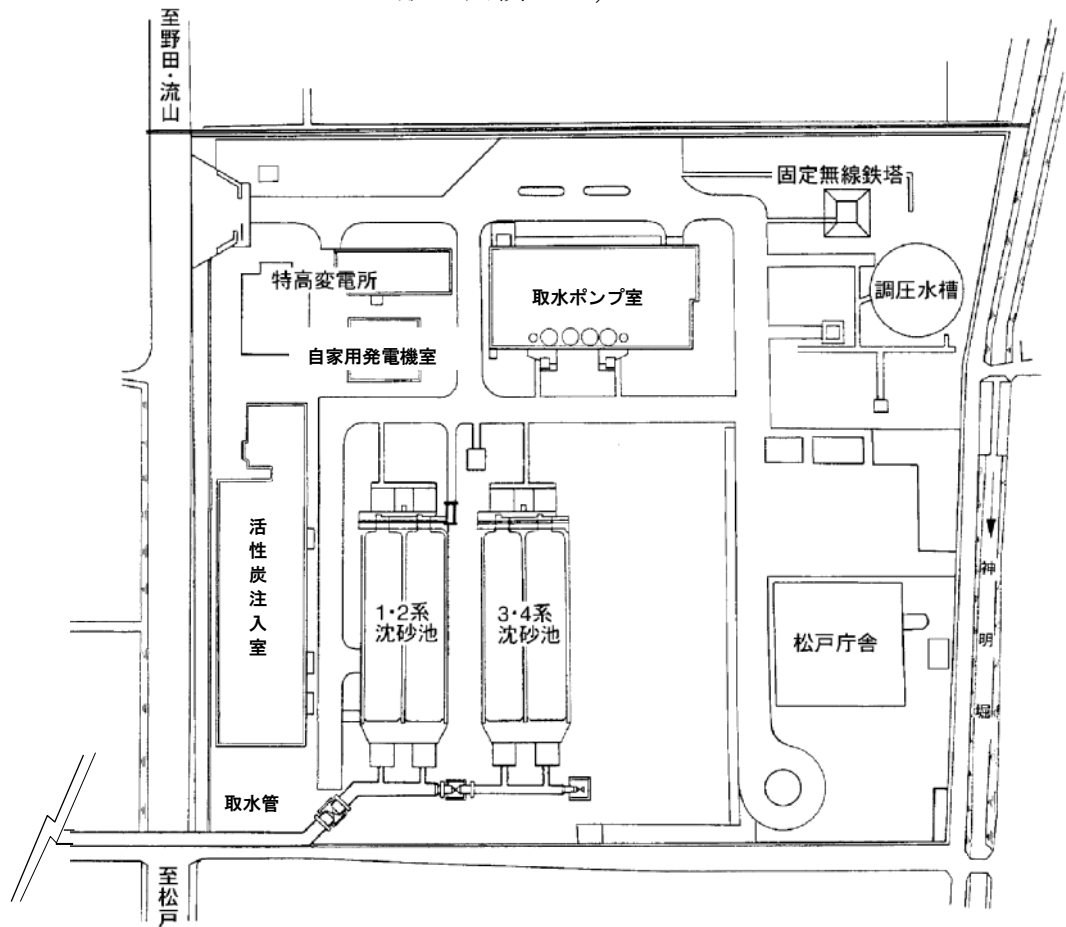 至野田・流山
固定無線鉄塔
特高変電所
取水ポンプ室
調圧水槽
自家用発電機室
活性炭注入室
1・2系
沈砂池
3・4系
沈砂池
神明堀
松戸庁舎
取水管
至松戸